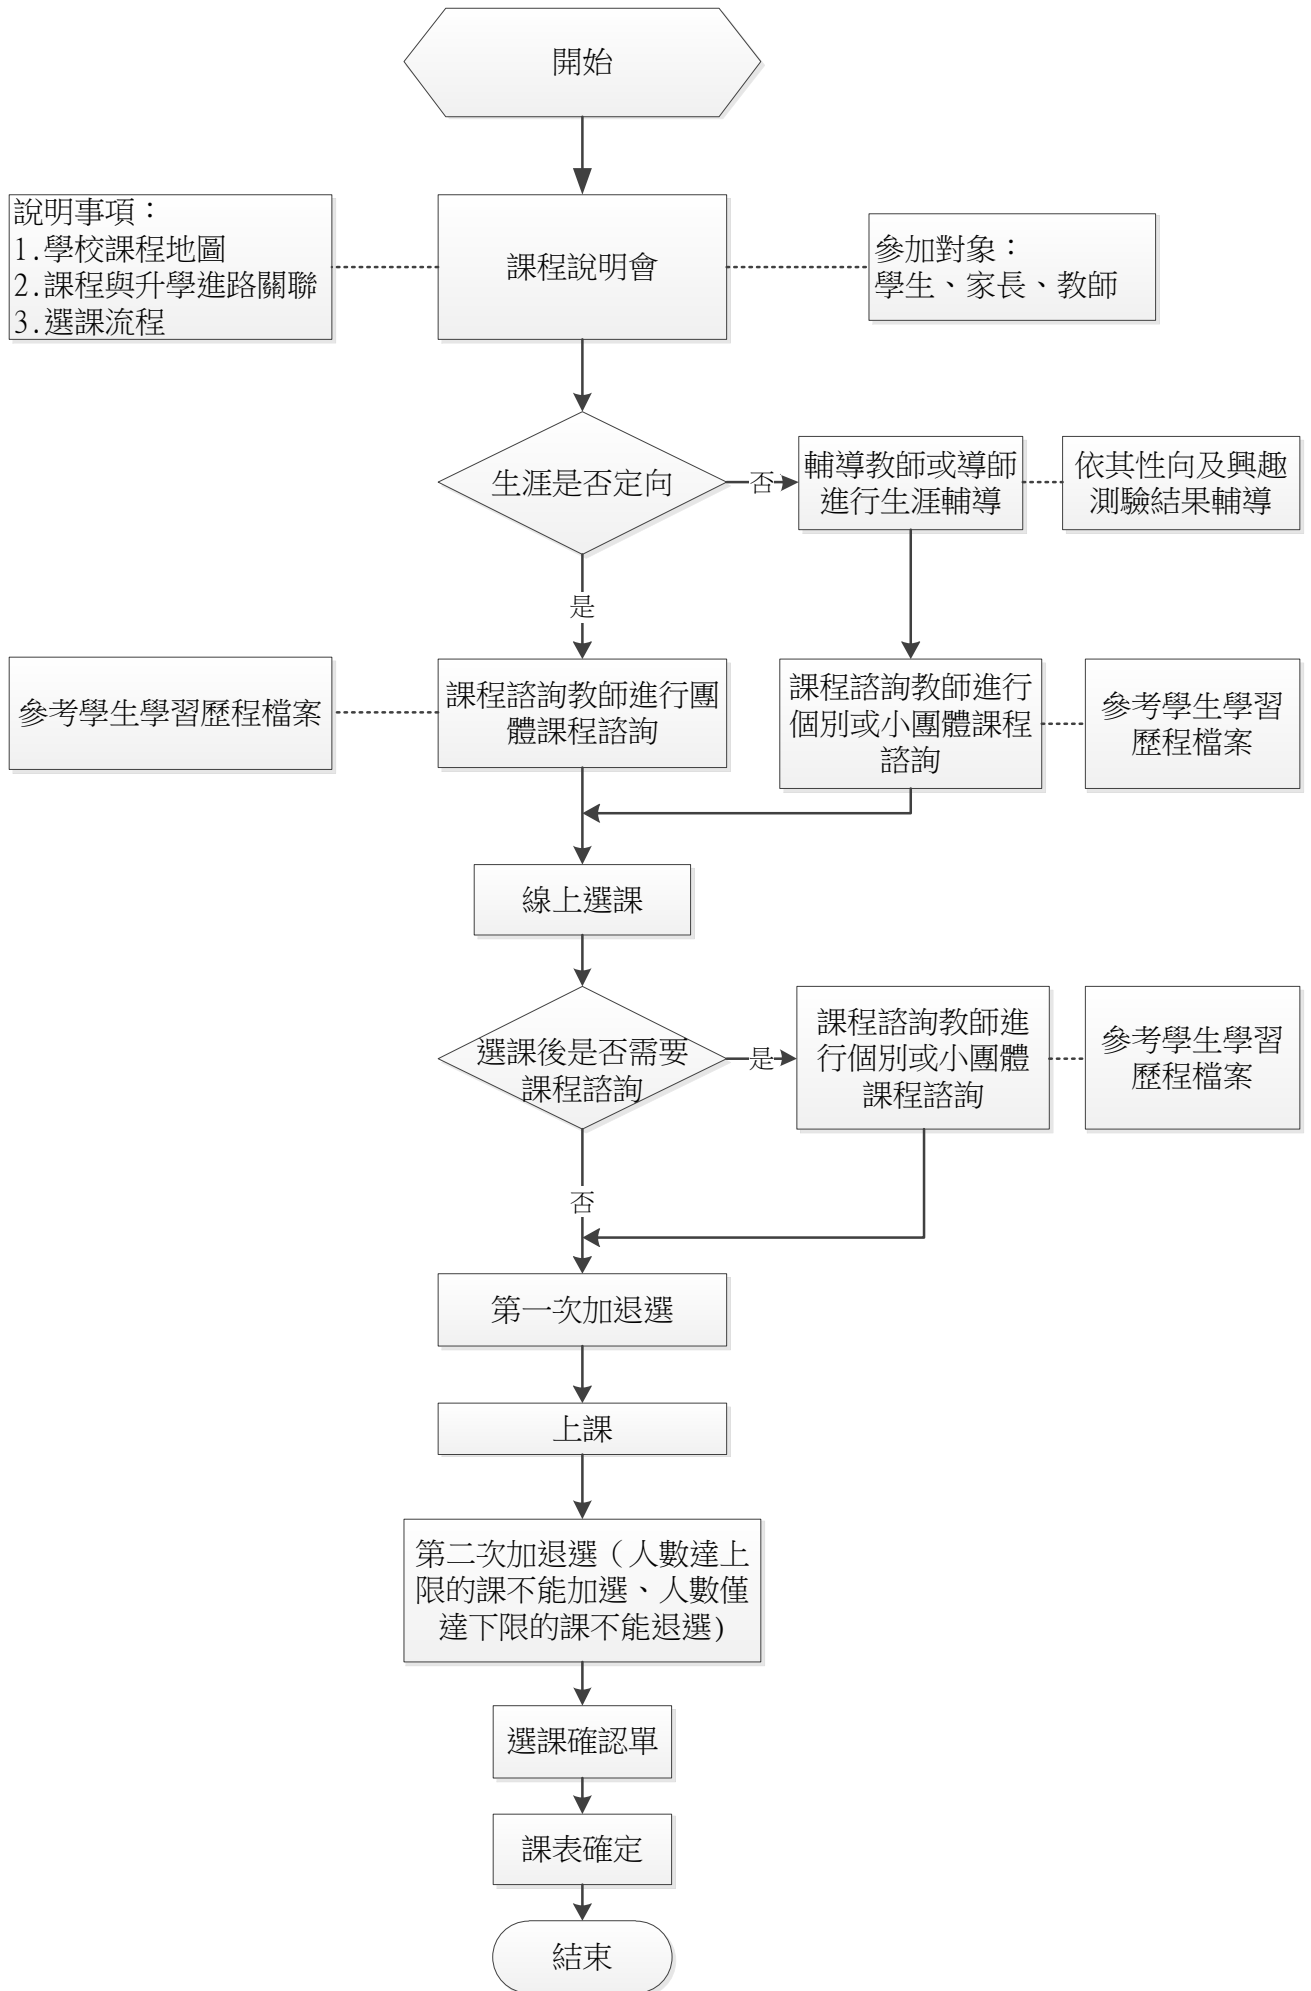 開始
說明事項：
1.學校課程地圖
2.課程與升學進路關聯
3.選課流程
課程說明會
參加對象：
學生、家長、教師
生涯是否定向
否
輔導教師或導師
進行生涯輔導
依其性向及興趣
測驗結果輔導
是
參考學生學習歷程檔案
課程諮詢教師進行團
體課程諮詢
課程諮詢教師進行
個別或小團體課程
諮詢
參考學生學習
歷程檔案
線上選課
選課後是否需要
課程諮詢
是
課程諮詢教師進
行個別或小團體
課程諮詢
參考學生學習
歷程檔案
否
第一次加退選
上課
第二次加退選（人數達上
限的課不能加選、人數僅
達下限的課不能退選)
選課確認單
課表確定
結束